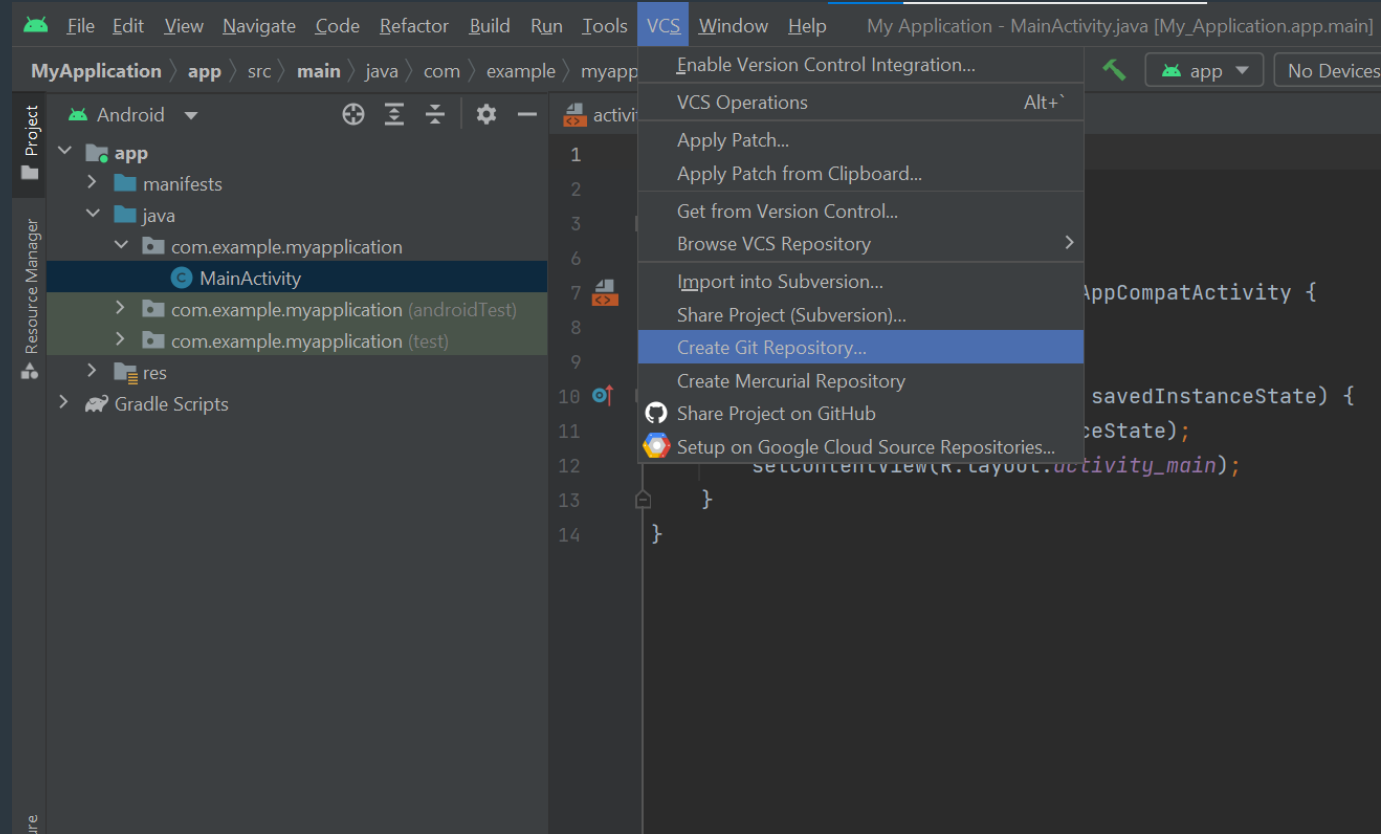 File Edit View Navigate Code Refactor Build Run Tools VCS Window Help My Application - MainActivity.java [My_Application.app.main]
MyApplication app src main java com example myapp
app No Devices
Project
Resource Manager
Android
app
manifests
java
com.example.myapplication
MainActivity
com.example.myapplication (androidTest)
com.example.myapplication (test)
res
Gradle Scripts
activi
Enable Version Control Integration...
VCS Operations Alt+`
Apply Patch...
Apply Patch from Clipboard...
Get from Version Control...
Browse VCS Repository
Import into Subversion...
Share Project (Subversion)...
Create Git Repository...
Create Mercurial Repository
Share Project on GitHub
Setup on Google Cloud Source Repositories...
1
2
3
6
7 AppCompatActivity {
8
9
10 savedInstanceState) {
11 ceState);
12 setContentView(R.layout.activity_main);
13 }
14 }